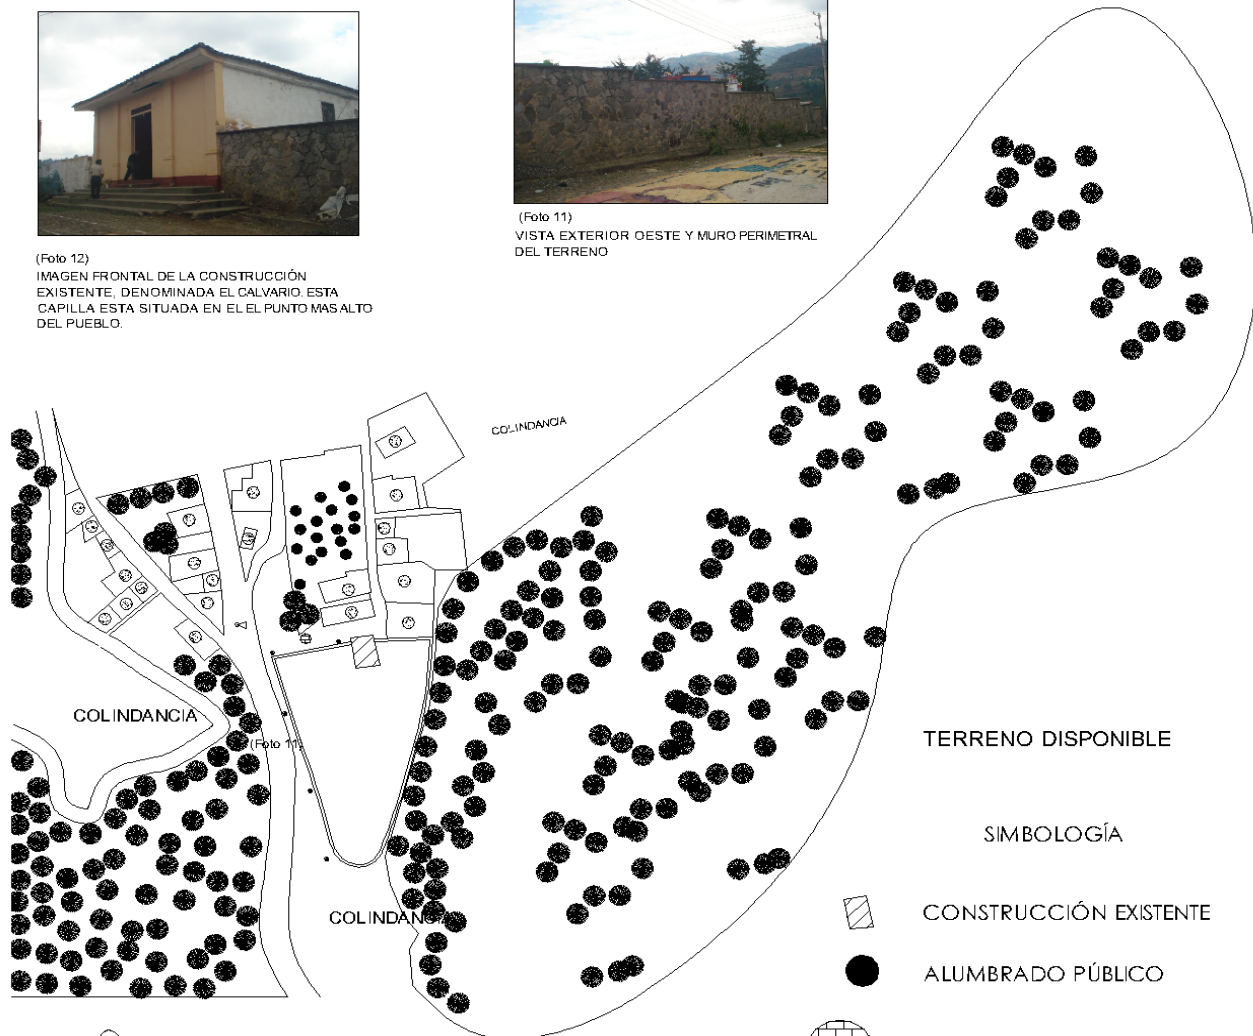 (Foto 12)
IMAGEN FRONTAL DE LA CONSTRUCCIÓN
EXISTENTE, DENOMINADA EL CALVARIO. ESTA
CAPILLA ESTA SITUADA EN EL EL PUNTO MAS ALTO
DEL PUEBLO.
(Foto 11)
VISTA EXTERIOR OESTE Y MURO PERIMETRAL
DEL TERRENO
COLINDANCIA
COLINDANCIA
(Foto 11)
COLINDANC
TERRENO DISPONIBLE
SIMBOLOGÍA
CONSTRUCCIÓN EXISTENTE
ALUMBRADO PÚBLICO